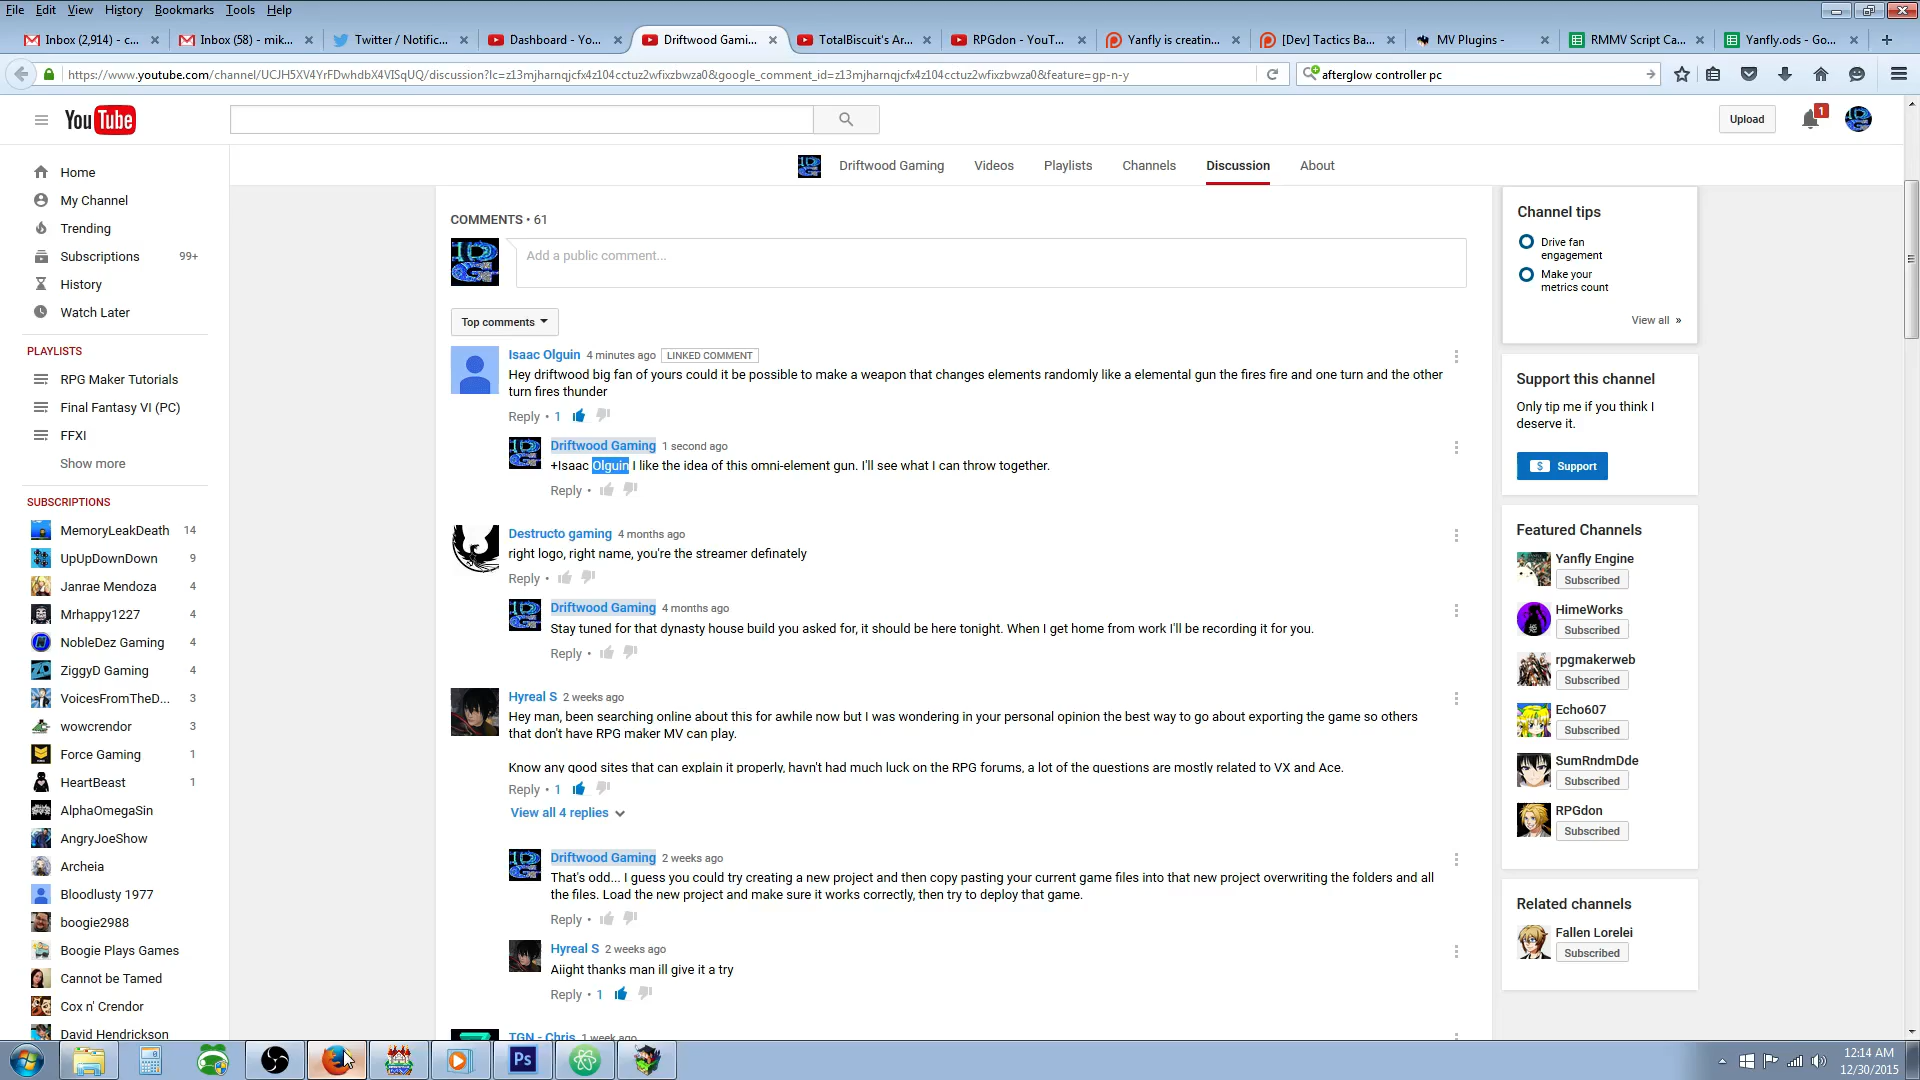 File Edit View History Bookmarks Tools Help
Inbox (2,914) - c...
Inbox (58) - mik...
Twitter / Notific...
Dashboard - Yo...
Driftwood Gami...
TotalBiscuit's Ar...
RPGdon - YouT...
Yanfly is creatin...
[Dev] Tactics Ba...
MV Plugins -
RMMV Script Ca...
Yanfly.ods - Go...
https://www.youtube.com/channel/UCJH5XV4YrFDwhdbX4VISqUQ/discussion?lc=z13mjharnqjcfx4z104cctuz2wfixzbwza0&google_comment_id=z13mjharnqjcfx4z104cctuz2wfixzbwza0&feature=gp-n-y
afterglow controller pc
YouTube
Upload
1
Driftwood Gaming Videos Playlists Channels Discussion About
Home
My Channel
Trending
Subscriptions 99+
History
Watch Later
PLAYLISTS
RPG Maker Tutorials
Final Fantasy VI (PC)
FFXI
Show more
SUBSCRIPTIONS
MemoryLeakDeath 14
UpUpDownDown 9
Janrae Mendoza 4
Mrhappy1227 4
NobleDez Gaming 4
ZiggyD Gaming 4
VoicesFromTheD... 3
wowcrendor 3
Force Gaming 1
HeartBeast 1
AlphaOmegaSin
AngryJoeShow
Archeia
Bloodlusty 1977
boogie2988
Boogie Plays Games
Cannot be Tamed
Cox n' Crendor
David Hendrickson
COMMENTS • 61
Add a public comment...
Top comments
Isaac Olguin 4 minutes ago LINKED COMMENT
Hey driftwood big fan of yours could it be possible to make a weapon that changes elements randomly like a elemental gun the fires fire and one turn and the other
turn fires thunder
Reply • 1
Driftwood Gaming 1 second ago
+Isaac Olguin I like the idea of this omni-element gun. I'll see what I can throw together.
Reply •
Destructo gaming 4 months ago
right logo, right name, you're the streamer definately
Reply •
Driftwood Gaming 4 months ago
Stay tuned for that dynasty house build you asked for, it should be here tonight. When I get home from work I'll be recording it for you.
Reply •
Hyreal S 2 weeks ago
Hey man, been searching online about this for awhile now but I was wondering in your personal opinion the best way to go about exporting the game so others
that don't have RPG maker MV can play.
Know any good sites that can explain it properly, havn't had much luck on the RPG forums, a lot of the questions are mostly related to VX and Ace.
Reply • 1
View all 4 replies
Driftwood Gaming 2 weeks ago
That's odd... I guess you could try creating a new project and then copy pasting your current game files into that new project overwriting the folders and all
the files. Load the new project and make sure it works correctly, then try to deploy that game.
Reply •
Hyreal S 2 weeks ago
Aiight thanks man ill give it a try
Reply • 1
TGN - Chris 1 week ago
Channel tips
Drive fan
engagement
Make your
metrics count
View all »
Support this channel
Only tip me if you think I
deserve it.
$ Support
Featured Channels
Yanfly Engine
Subscribed
HimeWorks
Subscribed
rpgmakerweb
Subscribed
Echo607
Subscribed
SumRndmDde
Subscribed
RPGdon
Subscribed
Related channels
Fallen Lorelei
Subscribed
Ps
12:14 AM
12/30/2015